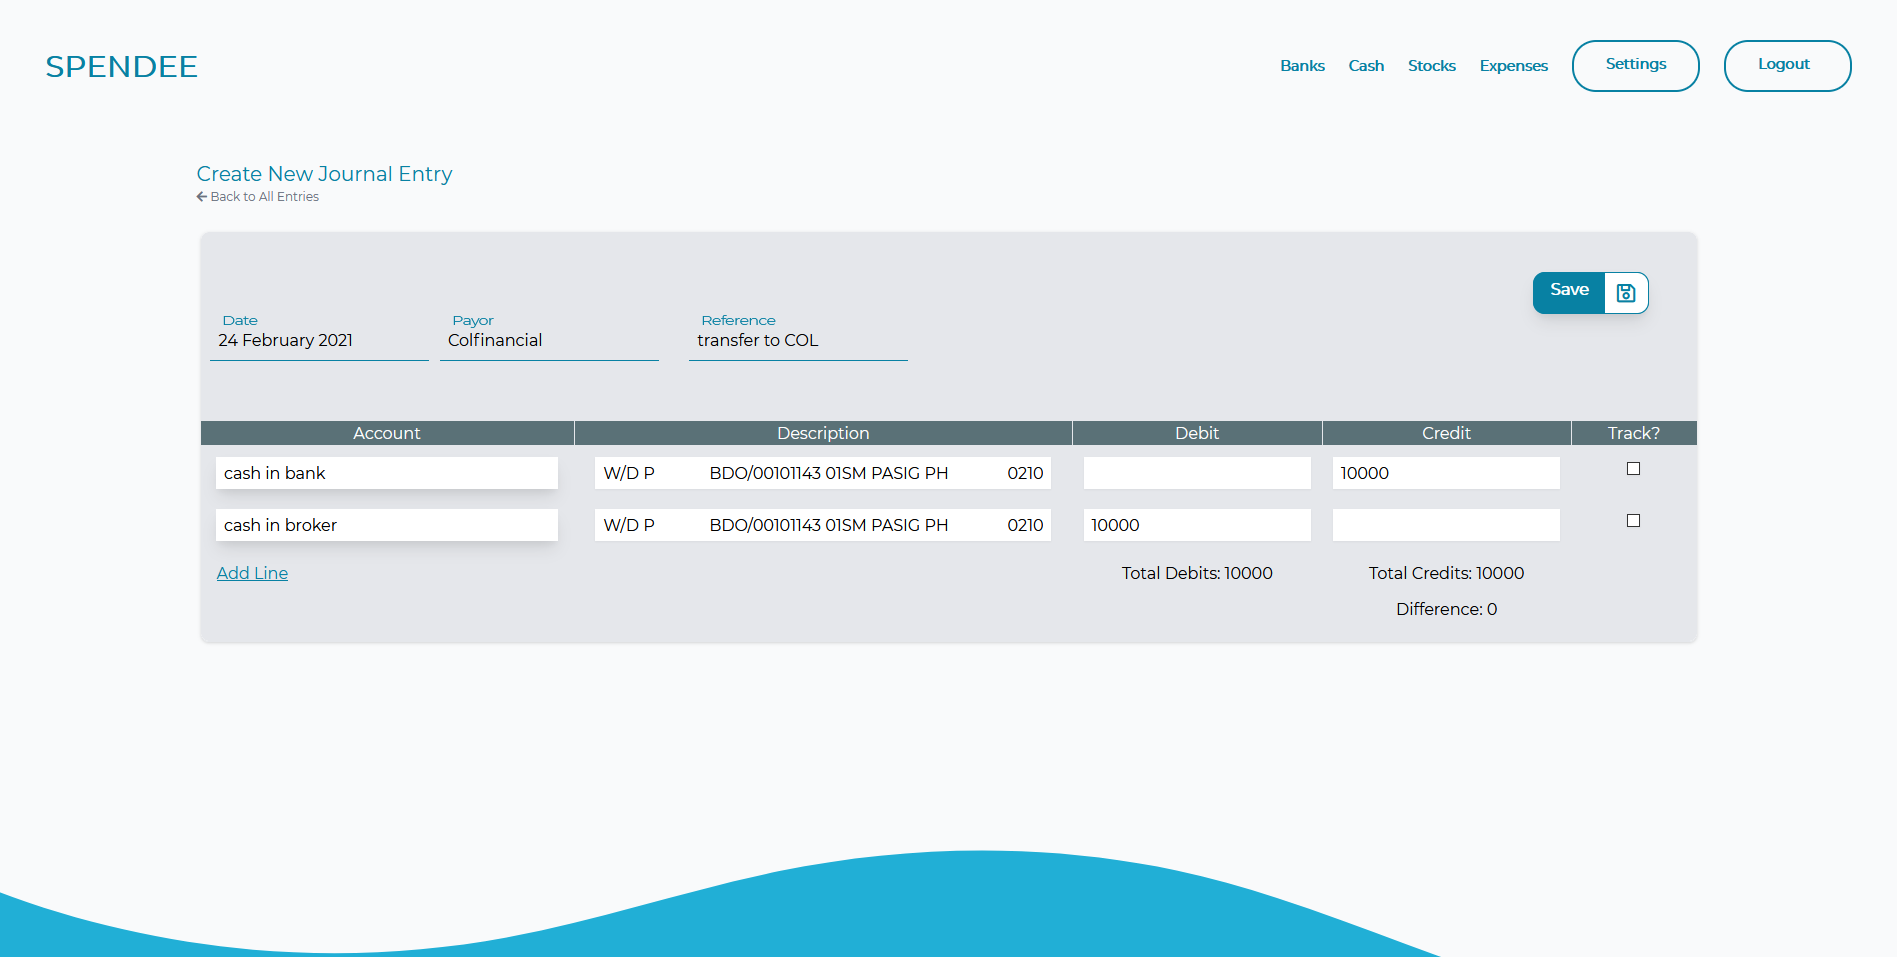 SPENDEE
Banks Cash Stocks Expenses Settings Logout
Create New Journal Entry
Back to All Entries
Save
Date Payor Reference
24 February 2021 Colfinancial transfer to COL
Account Description Debit Credit Track?
cash in bank W/D P BDO/00101143 01SM PASIG PH 0210 10000
cash in broker W/D P BDO/00101143 01SM PASIG PH 0210 10000
Add Line Total Debits: 10000 Total Credits: 10000
Difference: 0